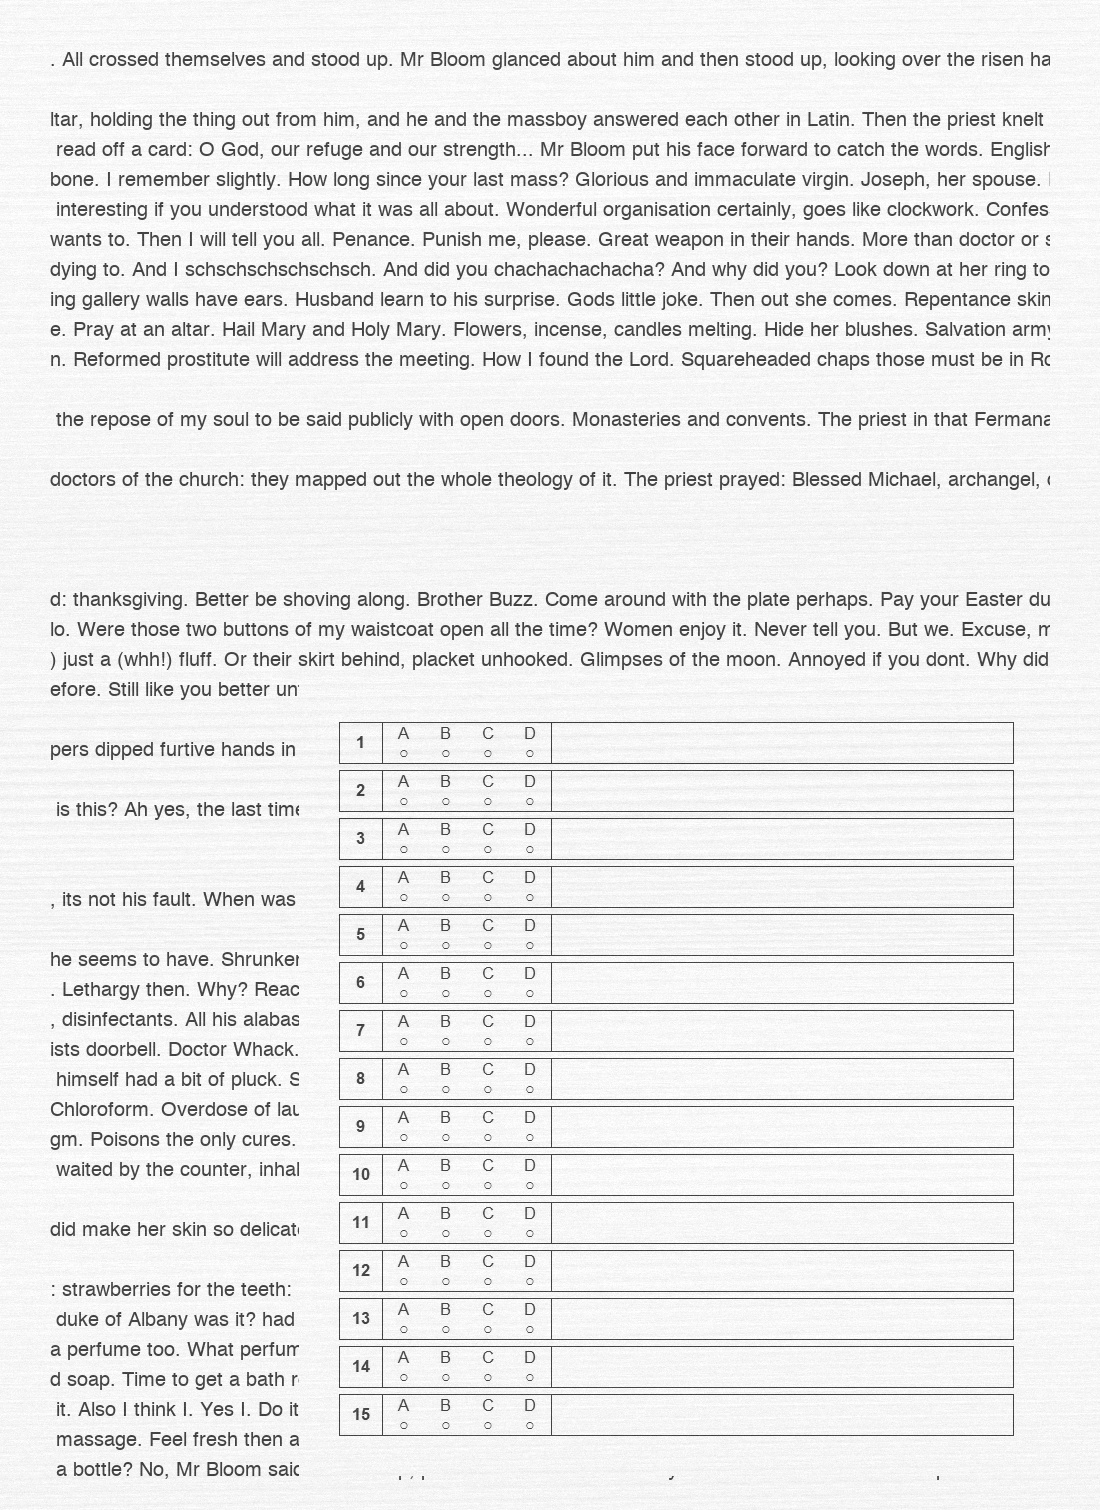 . All crossed themselves and stood up. Mr Bloom glanced about him and then stood up, looking over the risen ha
ltar, holding the thing out from him, and he and the massboy answered each other in Latin. Then the priest knelt
read off a card: O God, our refuge and our strength... Mr Bloom put his face forward to catch the words. English
bone. I remember slightly. How long since your last mass? Glorious and immaculate virgin. Joseph, her spouse.
interesting if you understood what it was all about. Wonderful organisation certainly, goes like clockwork. Confes
wants to. Then I will tell you all. Penance. Punish me, please. Great weapon in their hands. More than doctor or s
dying to. And I schschschschschsch. And did you chachachachacha? And why did you? Look down at her ring to
ing gallery walls have ears. Husband learn to his surprise. Gods little joke. Then out she comes. Repentance skin
e. Pray at an altar. Hail Mary and Holy Mary. Flowers, incense, candles melting. Hide her blushes. Salvation army
n. Reformed prostitute will address the meeting. How I found the Lord. Squareheaded chaps those must be in Ro
the repose of my soul to be said publicly with open doors. Monasteries and convents. The priest in that Fermana
doctors of the church: they mapped out the whole theology of it. The priest prayed: Blessed Michael, archangel,
d: thanksgiving. Better be shoving along. Brother Buzz. Come around with the plate perhaps. Pay your Easter du
lo. Were those two buttons of my waistcoat open all the time? Women enjoy it. Never tell you. But we. Excuse, m
) just a (whh!) fluff. Or their skirt behind, placket unhooked. Glimpses of the moon. Annoyed if you dont. Why did
efore. Still like you better un
pers dipped furtive hands in
is this? Ah yes, the last time
, its not his fault. When was
he seems to have. Shrunken
. Lethargy then. Why? Reac
, disinfectants. All his alabas
ists doorbell. Doctor Whack.
himself had a bit of pluck. S
Chloroform. Overdose of lau
gm. Poisons the only cures.
waited by the counter, inhal
did make her skin so delicate
: strawberries for the teeth:
duke of Albany was it? had
a perfume too. What perfum
d soap. Time to get a bath r
it. Also I think I. Yes I. Do it
massage. Feel fresh then a
a bottle? No, Mr Bloom said
1 A B C D
2 A B C D
3 A B C D
4 A B C D
5 A B C D
6 A B C D
7 A B C D
8 A B C D
9 A B C D
10 A B C D
11 A B C D
12 A B C D
13 A B C D
14 A B C D
15 A B C D